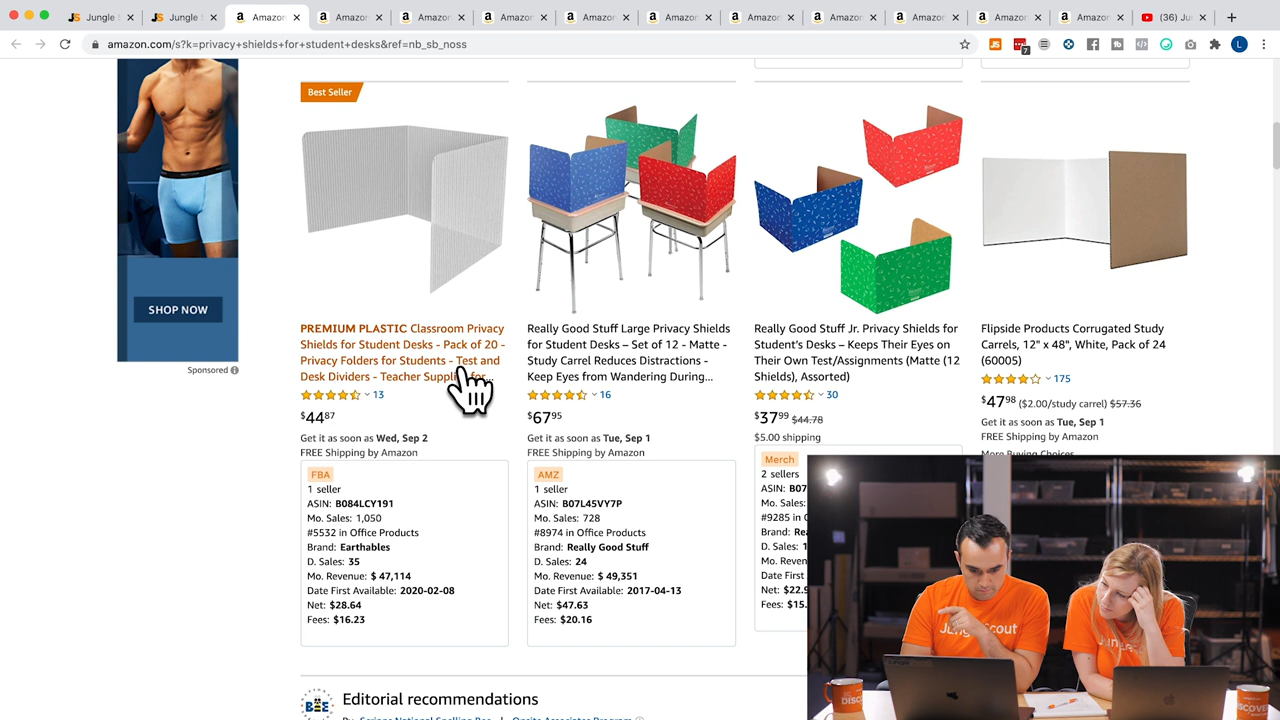 Jungle S
Jungle S
Amazon
Amazon
Amazon
Amazon
Amazon
Amazon
Amazon
Amazon
Amazon
Amazon
Amazon
(36) Ju
amazon.com/s?k=privacy+shields+for+student+desks&ref=nb_sb_noss
7
L
SHOP NOW
Sponsored
Best Seller
PREMIUM PLASTIC Classroom Privacy
Shields for Student Desks - Pack of 20 -
Privacy Folders for Students - Test and
Desk Dividers - Teacher Supplies for...
13
$44.87
Get it as soon as Wed, Sep 2
FREE Shipping by Amazon
FBA
1 seller
ASIN: B084LCY191
Mo. Sales: 1,050
#5532 in Office Products
Brand: Earthables
D. Sales: 35
Mo. Revenue: $ 47,114
Date First Available: 2020-02-08
Net: $28.64
Fees: $16.23
Really Good Stuff Large Privacy Shields
for Student Desks – Set of 12 - Matte -
Study Carrel Reduces Distractions -
Keep Eyes from Wandering During...
16
$67.95
Get it as soon as Tue, Sep 1
FREE Shipping by Amazon
AMZ
1 seller
ASIN: B07L45VY7P
Mo. Sales: 728
#8974 in Office Products
Brand: Really Good Stuff
D. Sales: 24
Mo. Revenue: $ 49,351
Date First Available: 2017-04-13
Net: $47.63
Fees: $20.16
Really Good Stuff Jr. Privacy Shields for
Student's Desks – Keeps Their Eyes on
Their Own Test/Assignments (Matte (12
Shields), Assorted)
30
$37.99 $44.78
$5.00 shipping
Merch
2 sellers
ASIN: B07
#9285 in O
Brand: Rea
D. Sales: 1
Mo. Reven
Date First
Net: $22.9
Fees: $15.
Flipside Products Corrugated Study
Carrels, 12" x 48", White, Pack of 24
(60005)
175
$47.98 ($2.00/study carrel) $57.36
Get it as soon as Tue, Sep 1
FREE Shipping by Amazon
More Buying Choices
Editorial recommendations
BEE
By Scripps National Spelling Bee | Onsite Associates Program